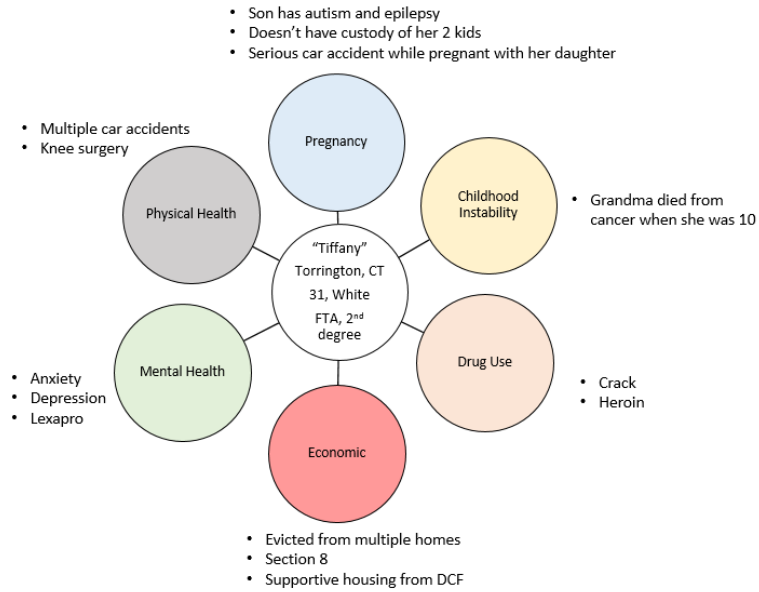 • Son has autism and epilepsy
• Doesn't have custody of her 2 kids
• Serious car accident while pregnant with her daughter
Pregnancy
• Multiple car accidents
• Knee surgery
Physical Health
Childhood
Instability
• Grandma died from
cancer when she was 10
“Tiffany”
Torrington, CT
31, White
FTA, 2nd
degree
Mental Health
• Anxiety
• Depression
• Lexapro
Drug Use
• Crack
• Heroin
Economic
• Evicted from multiple homes
• Section 8
• Supportive housing from DCF